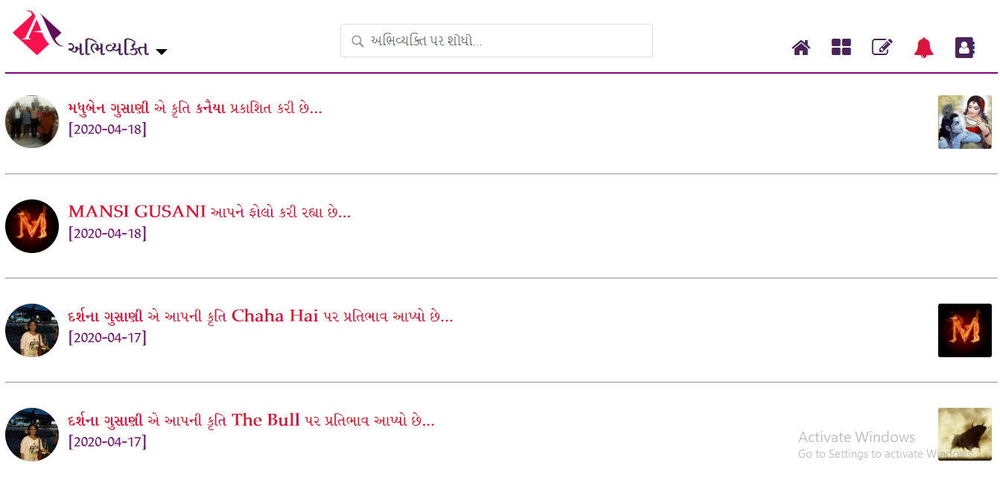 અભિવ્યક્તિ
અભિવ્યક્તિ પર શોધો...
મધુબેન ગુસાણી એ કૃતિ કનૈયા પ્રકાશિત કરી છે...
[2020-04-18]
MANSI GUSANI આપને ફોલો કરી રહ્યા છે...
[2020-04-18]
દર્શના ગુસાણી એ આપની કૃતિ Chaha Hai પર પ્રતિભાવ આપ્યો છે...
[2020-04-17]
દર્શના ગુસાણી એ આપની કૃતિ The Bull પર પ્રતિભાવ આપ્યો છે...
[2020-04-17]
Activate Windows
Go to Settings to activate Windows.